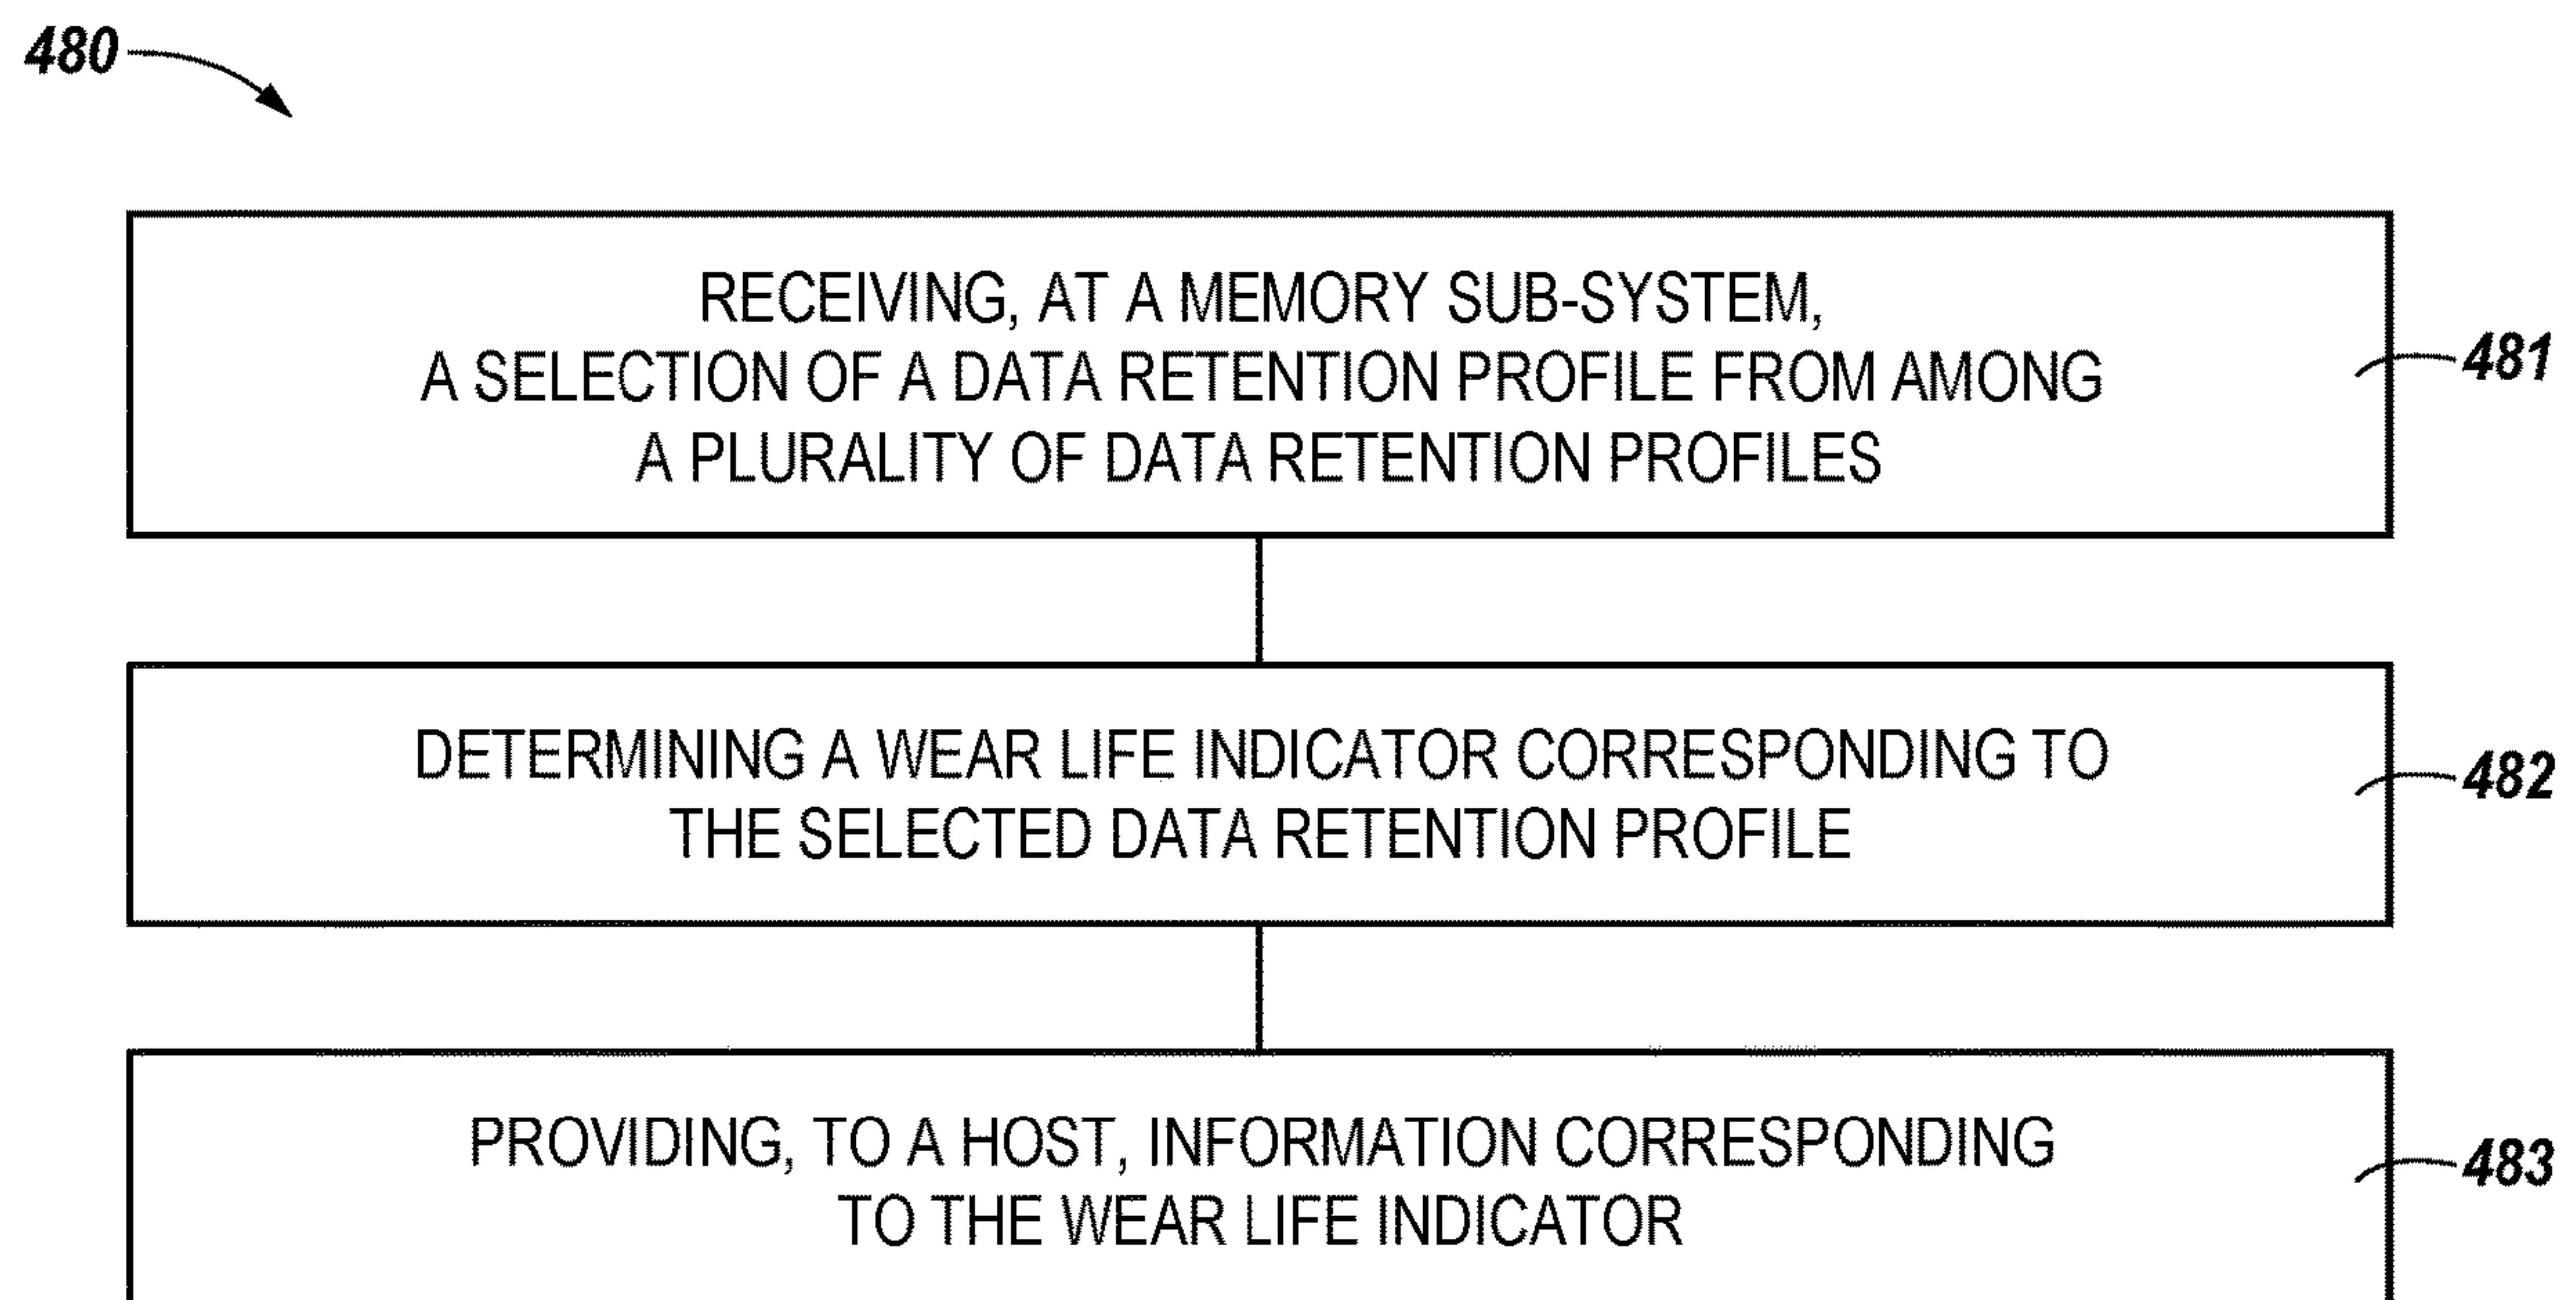 480
RECEIVING, AT A MEMORY SUB-SYSTEM,
A SELECTION OF A DATA RETENTION PROFILE FROM AMONG
A PLURALITY OF DATA RETENTION PROFILES
481
DETERMINING A WEAR LIFE INDICATOR CORRESPONDING TO
THE SELECTED DATA RETENTION PROFILE
482
PROVIDING, TO A HOST, INFORMATION CORRESPONDING
TO THE WEAR LIFE INDICATOR
483